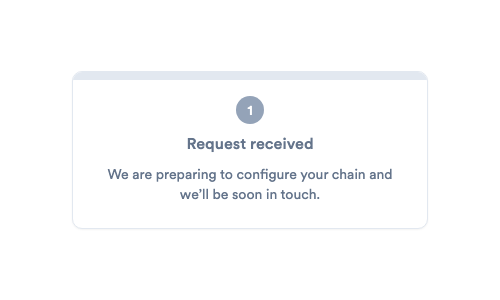 1
Request received
We are preparing to configure your chain and
we’ll be soon in touch.